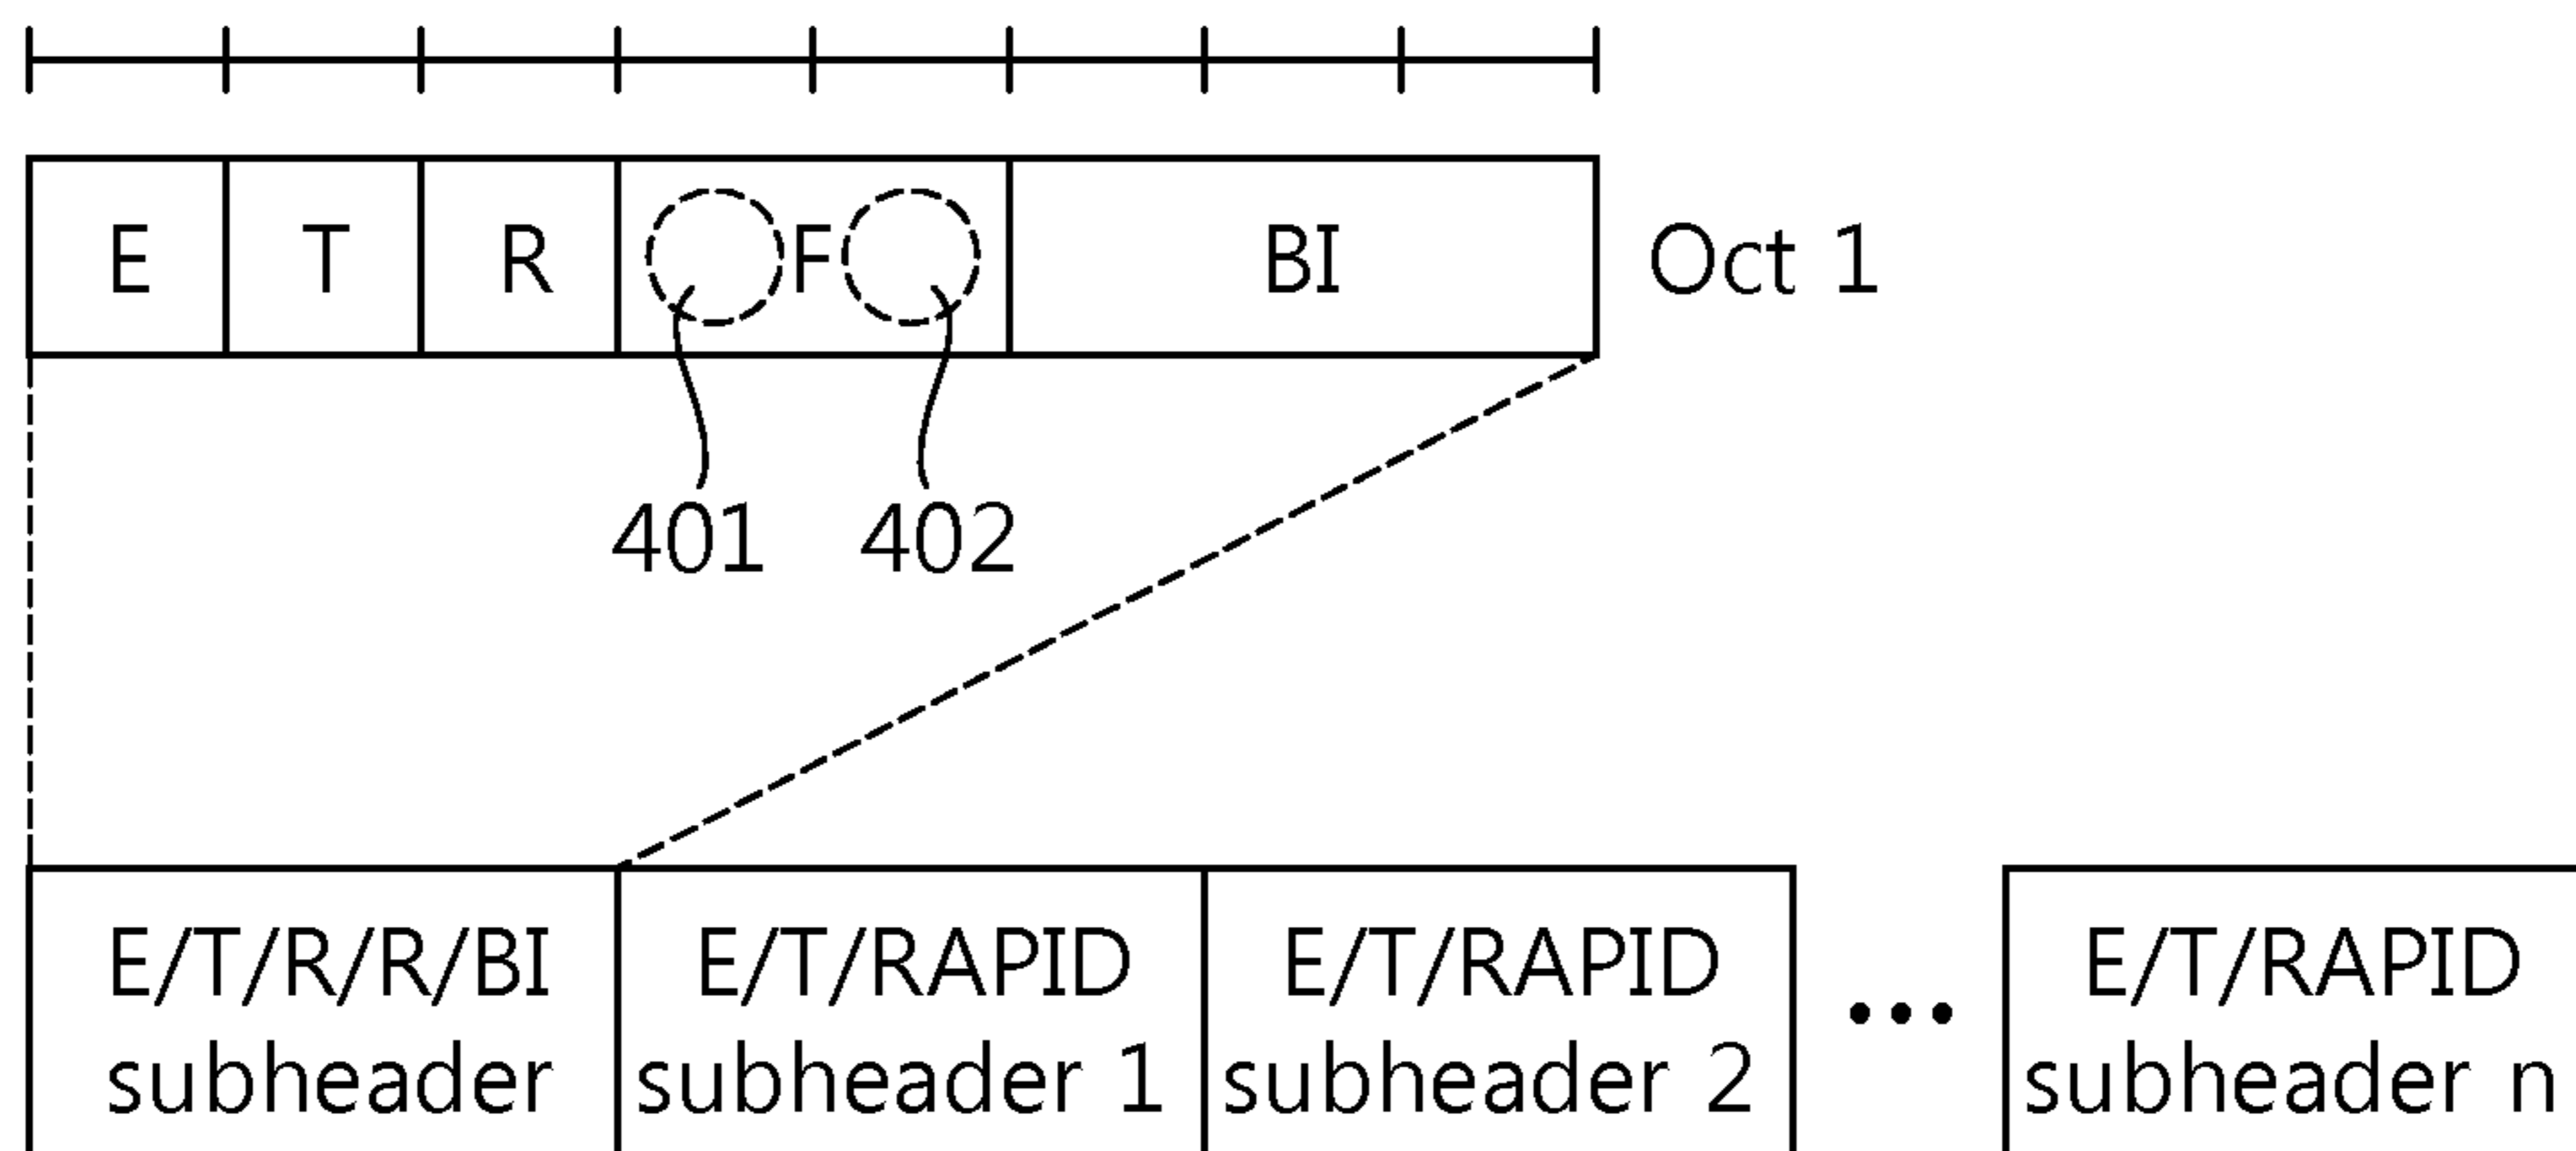 E T R F BI Oct 1
401 402
E/T/R/R/BI E/T/RAPID E/T/RAPID ••• E/T/RAPID
subheader subheader 1 subheader 2 subheader n